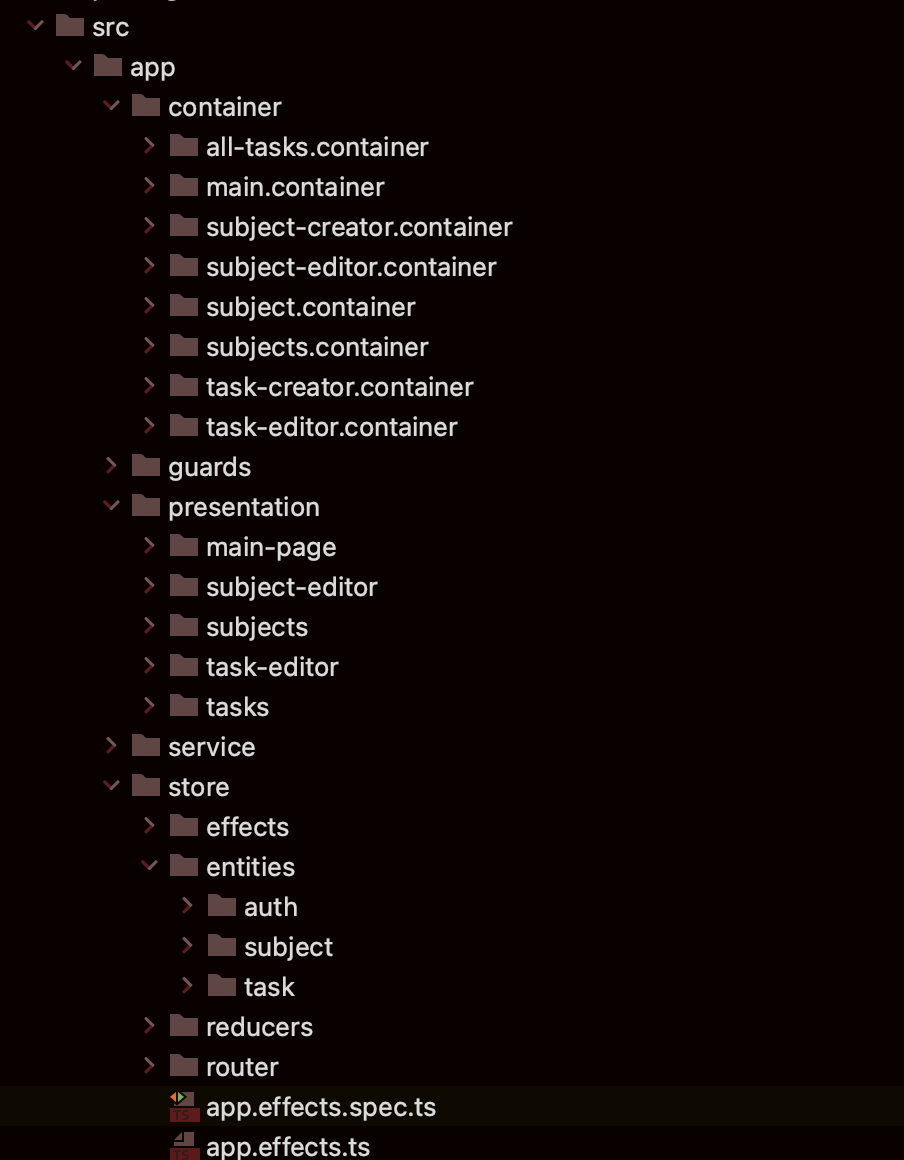 src
app
container
all-tasks.container
main.container
subject-creator.container
subject-editor.container
subject.container
subjects.container
task-creator.container
task-editor.container
guards
presentation
main-page
subject-editor
subjects
task-editor
tasks
service
store
effects
entities
auth
subject
task
reducers
router
TS app.effects.spec.ts
TS app.effects.ts